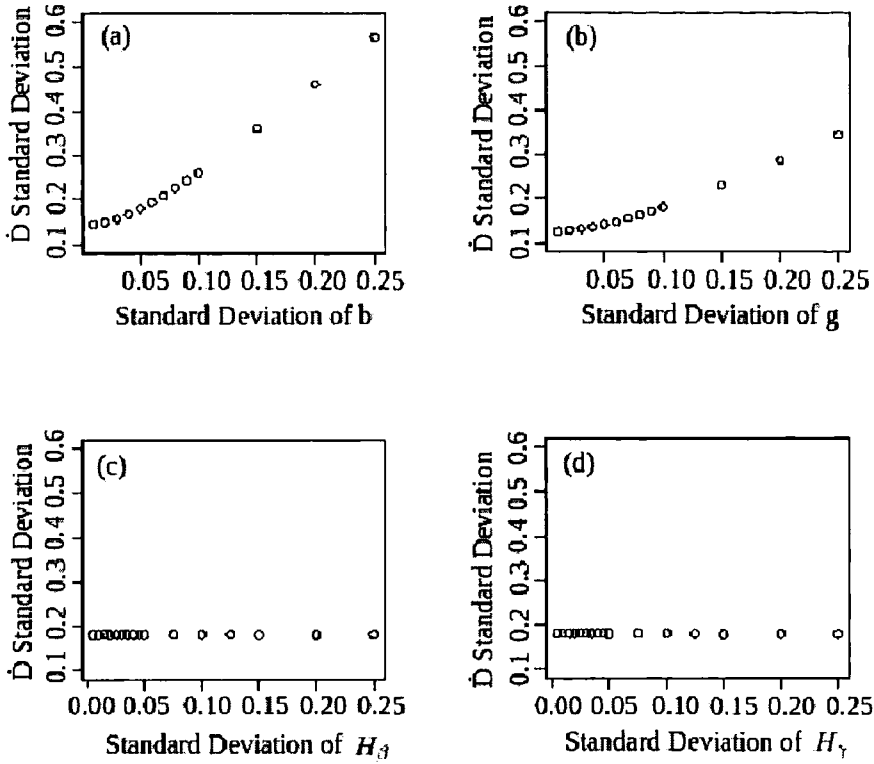 (a)
Ḋ Standard Deviation
0.1 0.2 0.3 0.4 0.5 0.6
0.05 0.10 0.15 0.20 0.25
Standard Deviation of b
(b)
Ḋ Standard Deviation
0.1 0.2 0.3 0.4 0.5 0.6
0.05 0.10 0.15 0.20 0.25
Standard Deviation of g
(c)
Ḋ Standard Deviation
0.1 0.2 0.3 0.4 0.5 0.6
0.00 0.05 0.10 0.15 0.20 0.25
Standard Deviation of H_β
(d)
Ḋ Standard Deviation
0.1 0.2 0.3 0.4 0.5 0.6
0.00 0.05 0.10 0.15 0.20 0.25
Standard Deviation of H_γ